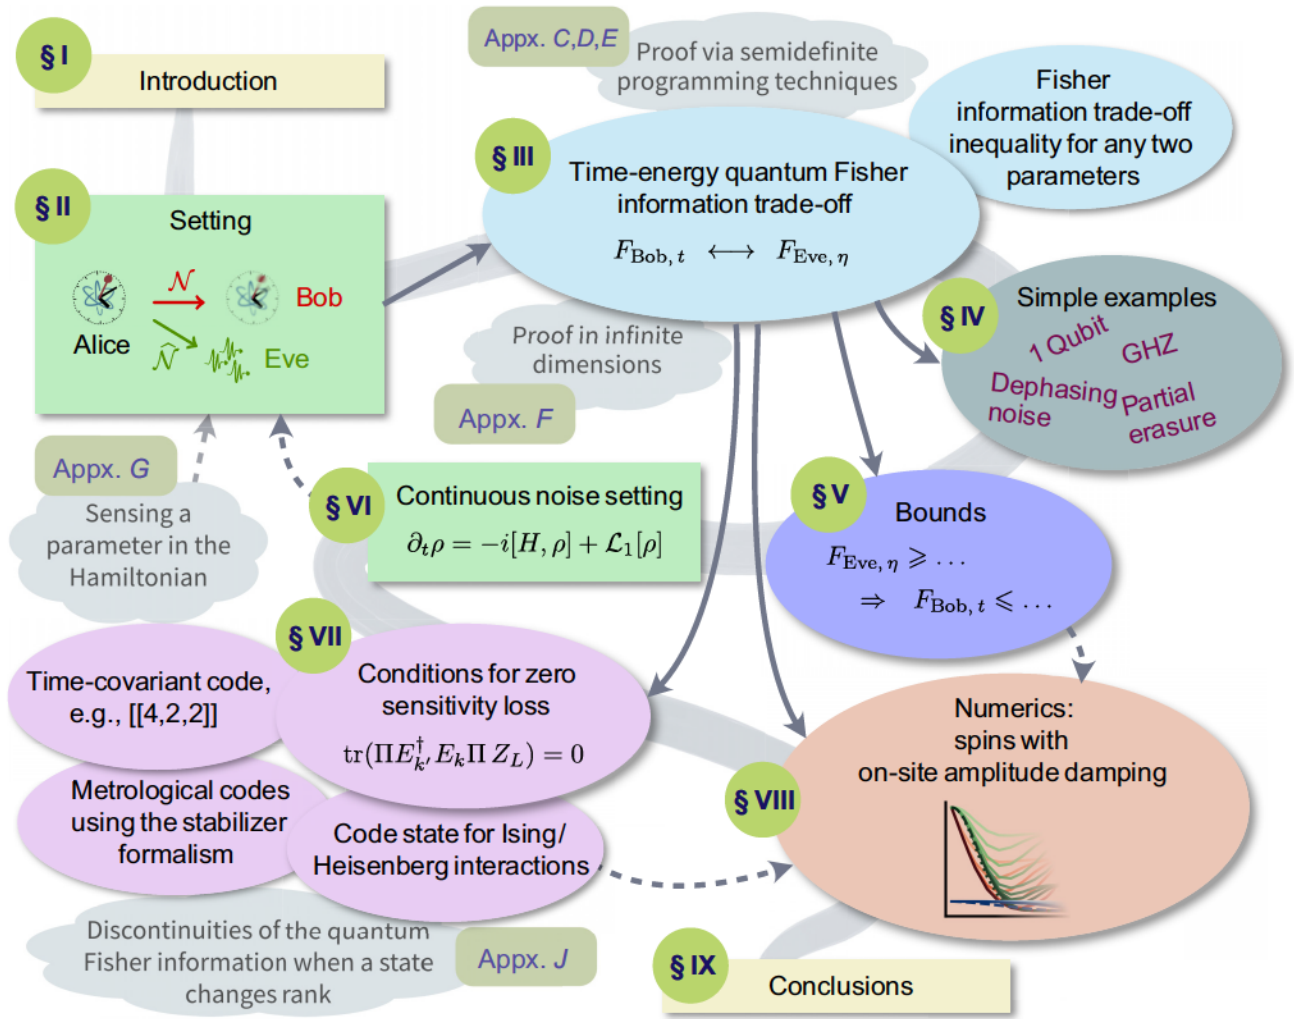 § I
Introduction
§ II
Setting
Alice
𝒩
Bob
𝒩̂
Eve
Appx. C,D,E
Proof via semidefinite
programming techniques
§ III
Time-energy quantum Fisher
information trade-off
F_Bob, t ⟷ F_Eve, η
Fisher
information trade-off
inequality for any two
parameters
Proof in infinite
dimensions
Appx. F
§ IV
Simple examples
1 Qubit
GHZ
Dephasing
noise
Partial
erasure
Appx. G
Sensing a
parameter in the
Hamiltonian
§ VI
Continuous noise setting
∂_tρ = −i[H, ρ] + ℒ_1[ρ]
§ V
Bounds
F_Eve, η ⩾ …
⇒ F_Bob, t ⩽ …
§ VII
Conditions for zero
sensitivity loss
tr(ΠE†_k′ E_kΠ Z_L) = 0
Time-covariant code,
e.g., [[4,2,2]]
Metrological codes
using the stabilizer
formalism
Code state for Ising/
Heisenberg interactions
§ VIII
Numerics:
spins with
on-site amplitude damping
Discontinuities of the quantum
Fisher information when a state
changes rank
Appx. J
§ IX
Conclusions